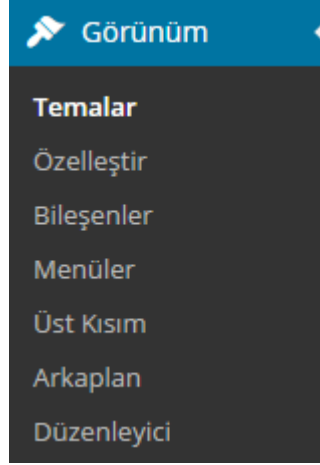 Görünüm
Temalar
Özelleştir
Bileşenler
Menüler
Üst Kısım
Arkaplan
Düzenleyici